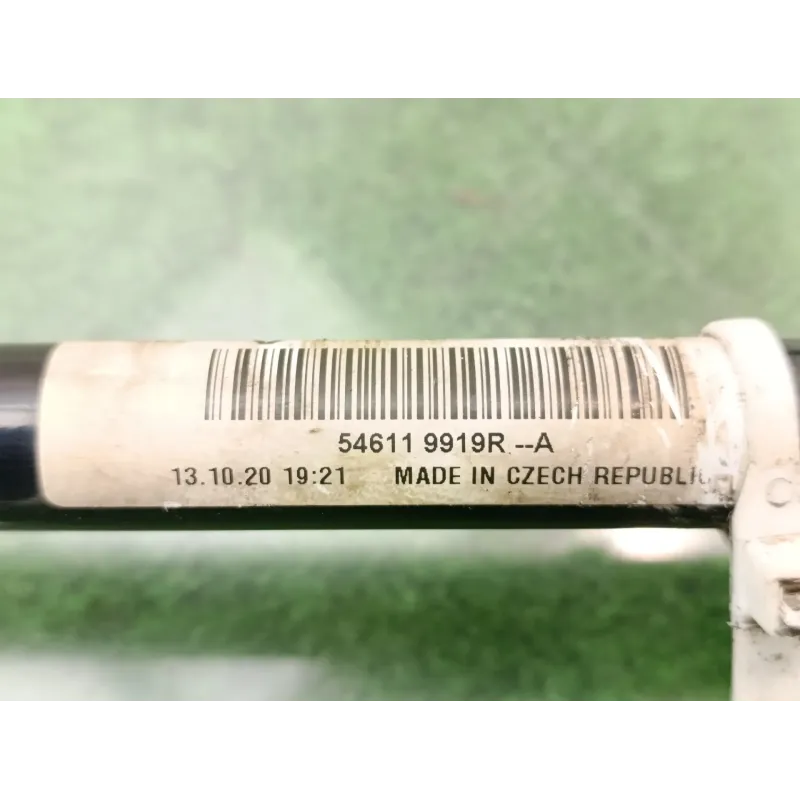 54611 9919R --A
13.10.20 19:21 MADE IN CZECH REPUBLIC